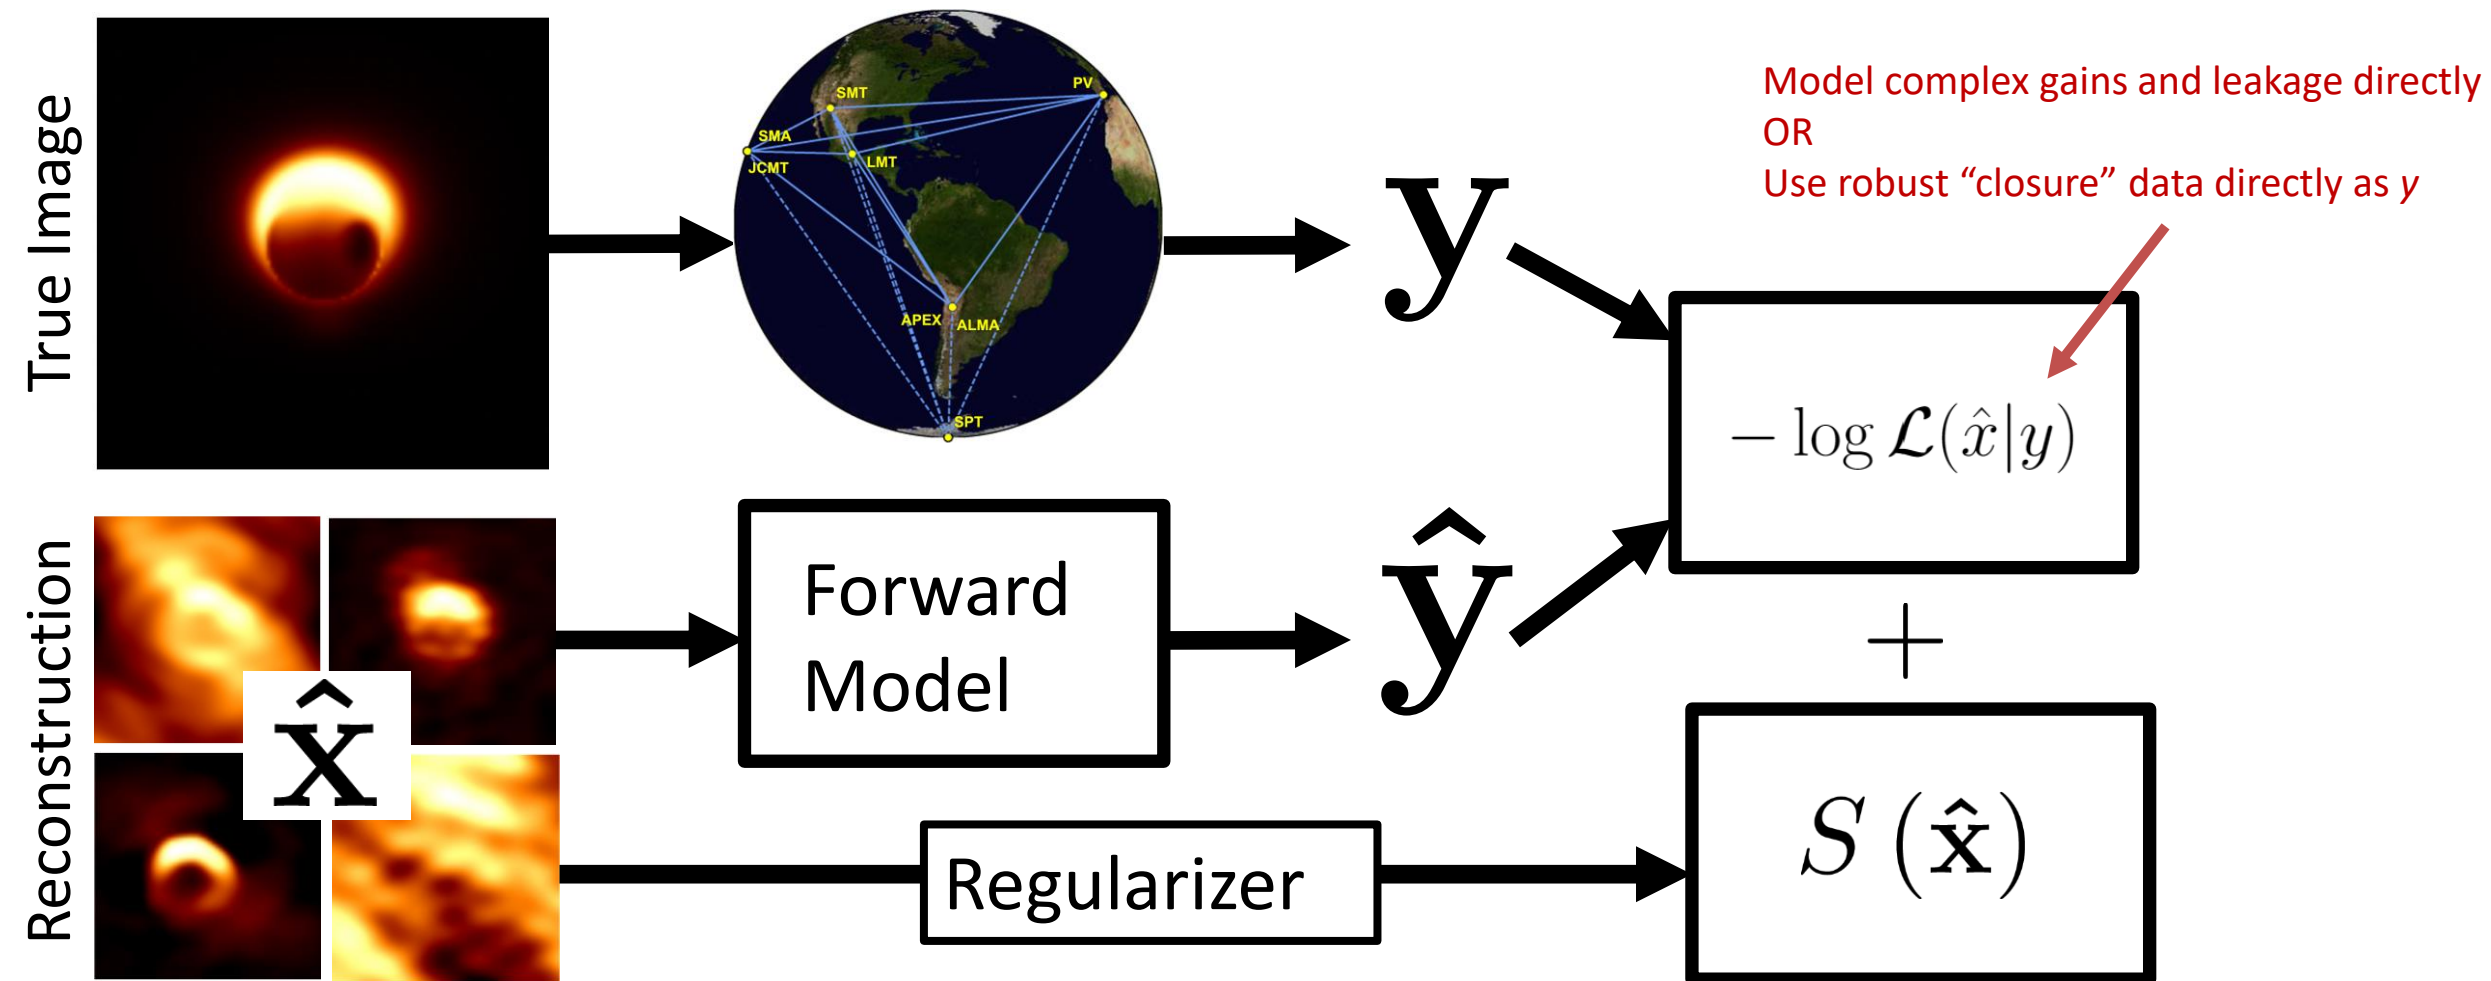 True Image
PV
SMT
SMA
JCMT
LMT
APEX
ALMA
SPT
y
Model complex gains and leakage directly
OR
Use robust “closure” data directly as y
− log ℒ(x̂|y)
Reconstruction
x̂
Forward
Model
ŷ
+
Regularizer
S (x̂)